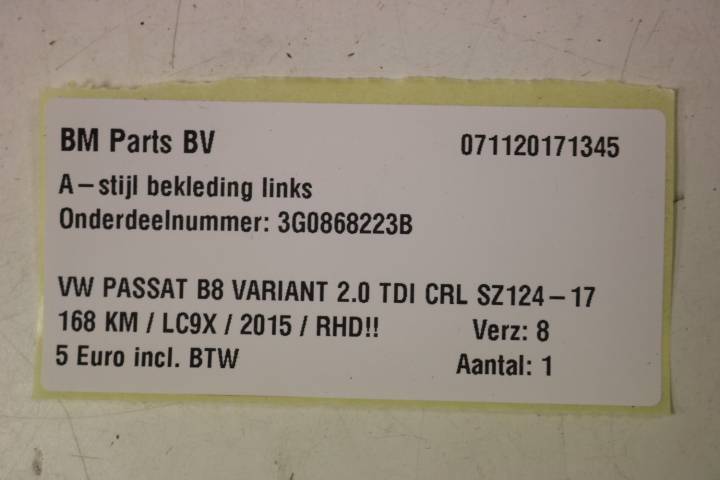 BM Parts BV 071120171345
A-stijl bekleding links
Onderdeelnummer: 3G0868223B
VW PASSAT B8 VARIANT 2.0 TDI CRL SZ124-17
168 KM / LC9X / 2015 / RHD!! Verz: 8
5 Euro incl. BTW Aantal: 1